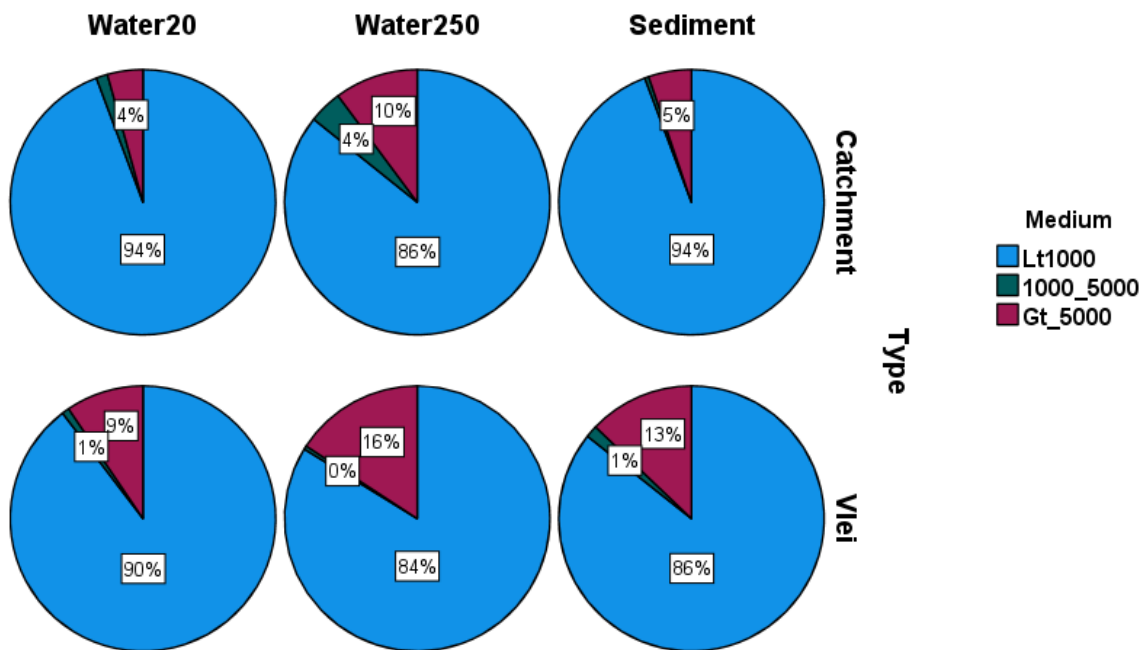 Water20 Water250 Sediment
4% 4% 10% 5%
94% 86% 94%
Catchment
Medium
Lt1000
1000_5000
Gt_5000
Type
1% 9% 0% 16% 1% 13%
90% 84% 86%
Vlei